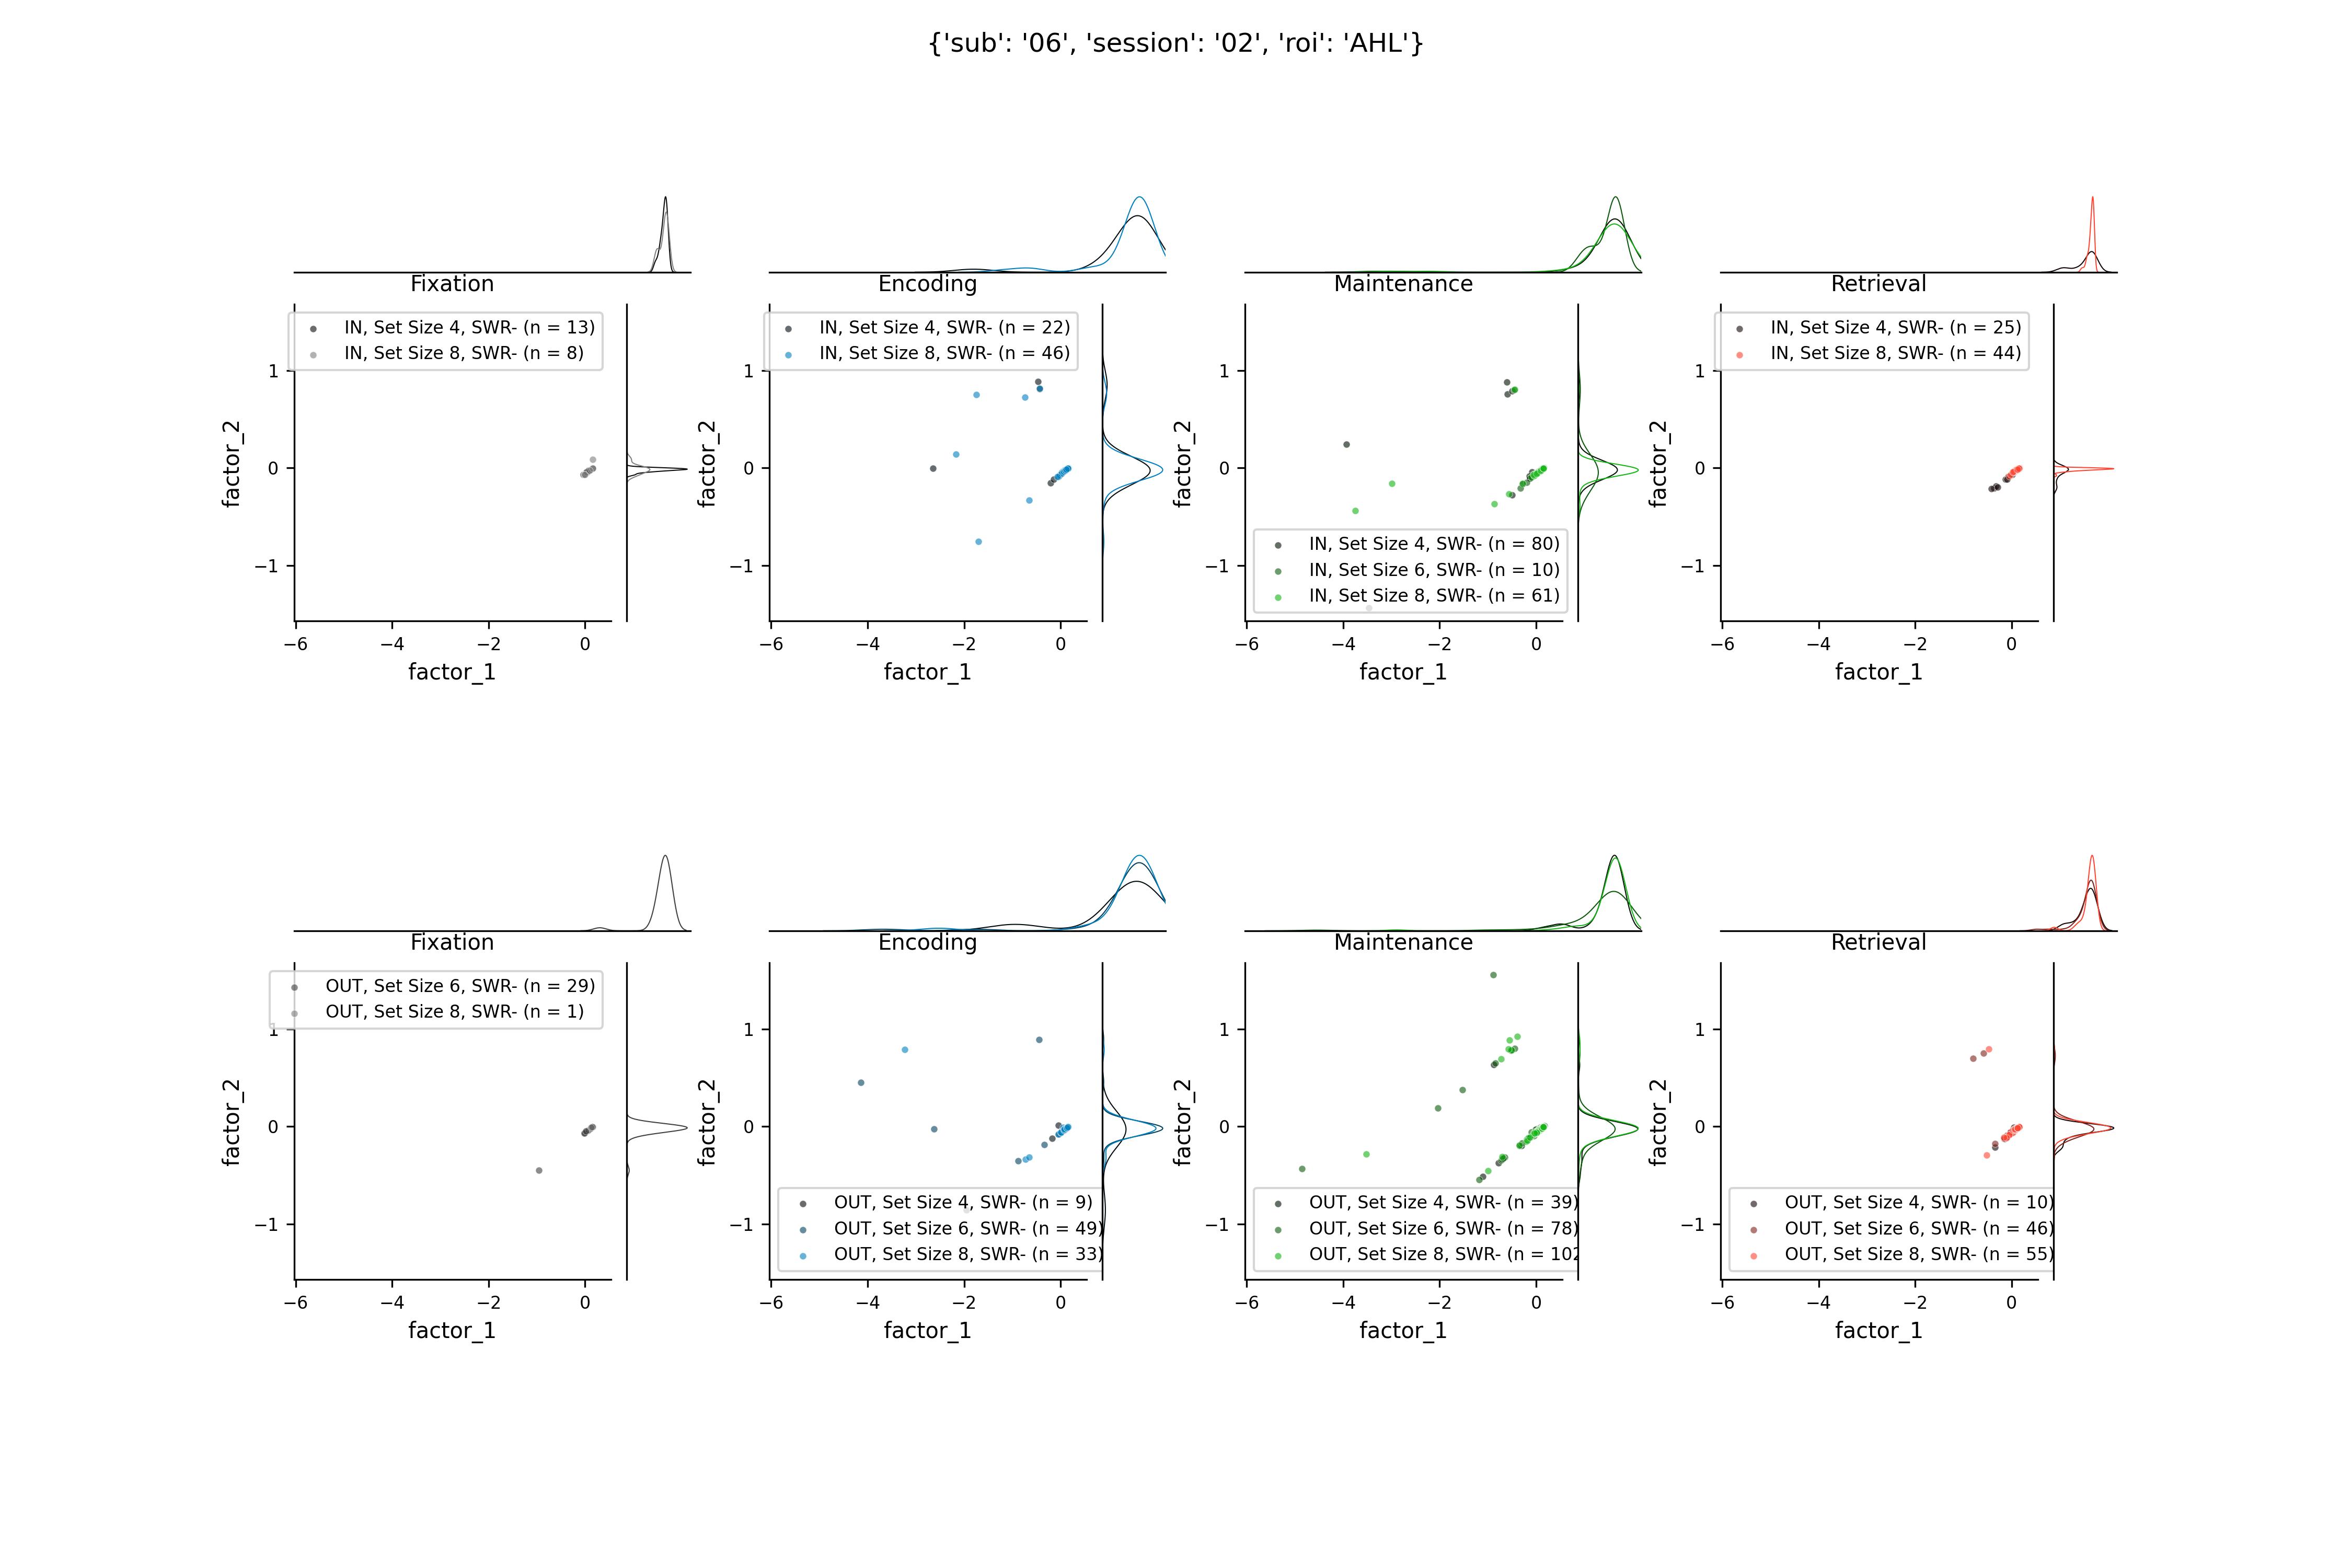 {'sub': '06', 'session': '02', 'roi': 'AHL'}
Fixation
IN, Set Size 4, SWR- (n = 13)
IN, Set Size 8, SWR- (n = 8)
1
0
−1
factor_2
−6
−4
−2
0
factor_1
Encoding
IN, Set Size 4, SWR- (n = 22)
IN, Set Size 8, SWR- (n = 46)
1
0
−1
factor_2
−6
−4
−2
0
factor_1
Maintenance
1
0
−1
factor_2
IN, Set Size 4, SWR- (n = 80)
IN, Set Size 6, SWR- (n = 10)
IN, Set Size 8, SWR- (n = 61)
−6
−4
−2
0
factor_1
Retrieval
IN, Set Size 4, SWR- (n = 25)
IN, Set Size 8, SWR- (n = 44)
1
0
−1
factor_2
−6
−4
−2
0
factor_1
Fixation
OUT, Set Size 6, SWR- (n = 29)
OUT, Set Size 8, SWR- (n = 1)
1
0
−1
factor_2
−6
−4
−2
0
factor_1
Encoding
1
0
−1
factor_2
OUT, Set Size 4, SWR- (n = 9)
OUT, Set Size 6, SWR- (n = 49)
OUT, Set Size 8, SWR- (n = 33)
−6
−4
−2
0
factor_1
Maintenance
1
0
−1
factor_2
OUT, Set Size 4, SWR- (n = 39)
OUT, Set Size 6, SWR- (n = 78)
OUT, Set Size 8, SWR- (n = 102
−6
−4
−2
0
factor_1
Retrieval
1
0
−1
factor_2
OUT, Set Size 4, SWR- (n = 10)
OUT, Set Size 6, SWR- (n = 46)
OUT, Set Size 8, SWR- (n = 55)
−6
−4
−2
0
factor_1